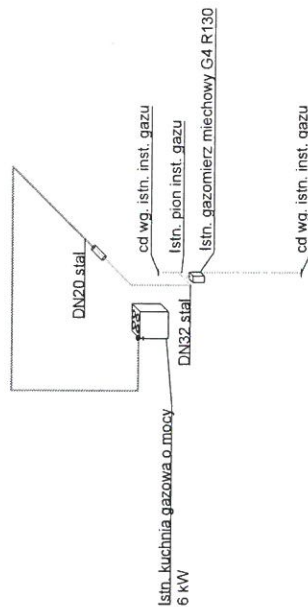 Istn. kuchnia gazowa o mocy
6 kW
DN20 stal
DN32 stal
cd wg. istn. inst. gazu
Istn. pion inst. gazu
Istn. gazomierz miechowy G4 R130
cd wg. istn. inst. gazu